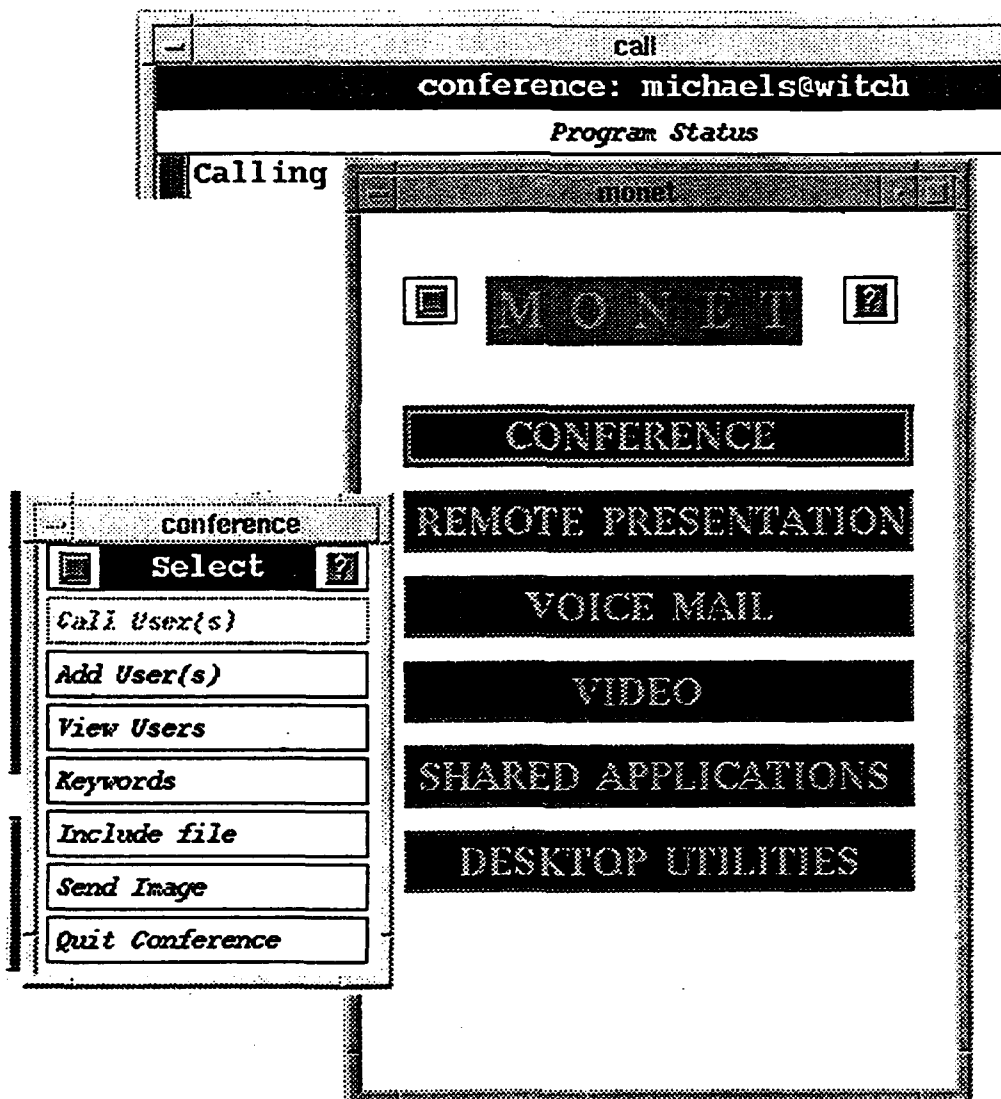 call
conference: michaels@witch
Program Status
Calling
monet
M O N E T
?
CONFERENCE
REMOTE PRESENTATION
VOICE MAIL
VIDEO
SHARED APPLICATIONS
DESKTOP UTILITIES
conference
Select
?
Call User(s)
Add User(s)
View Users
Keywords
Include file
Send Image
Quit Conference